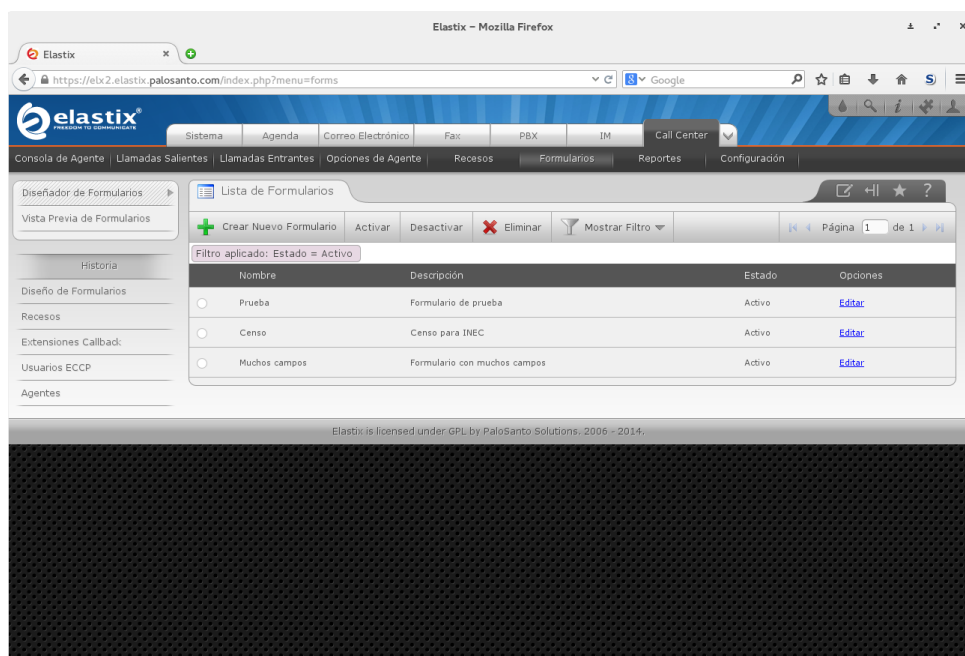 Elastix - Mozilla Firefox
Elastix
https://elx2.elastix.palosanto.com/index.php?menu=forms
Google
elastix®
FREEDOM TO COMMUNICATE
Sistema Agenda Correo Electrónico Fax PBX IM Call Center
Consola de Agente Llamadas Salientes Llamadas Entrantes Opciones de Agente Recesos Formularios Reportes Configuración
Diseñador de Formularios
Vista Previa de Formularios
Historia
Diseño de Formularios
Recesos
Extensiones Callback
Usuarios ECCP
Agentes
Lista de Formularios
Crear Nuevo Formulario Activar Desactivar Eliminar Mostrar Filtro Página 1 de 1
Filtro aplicado: Estado = Activo
Nombre Descripción Estado Opciones
Prueba Formulario de prueba Activo Editar
Censo Censo para INEC Activo Editar
Muchos campos Formulario con muchos campos Activo Editar
Elastix is licensed under GPL by PaloSanto Solutions. 2006 - 2014.